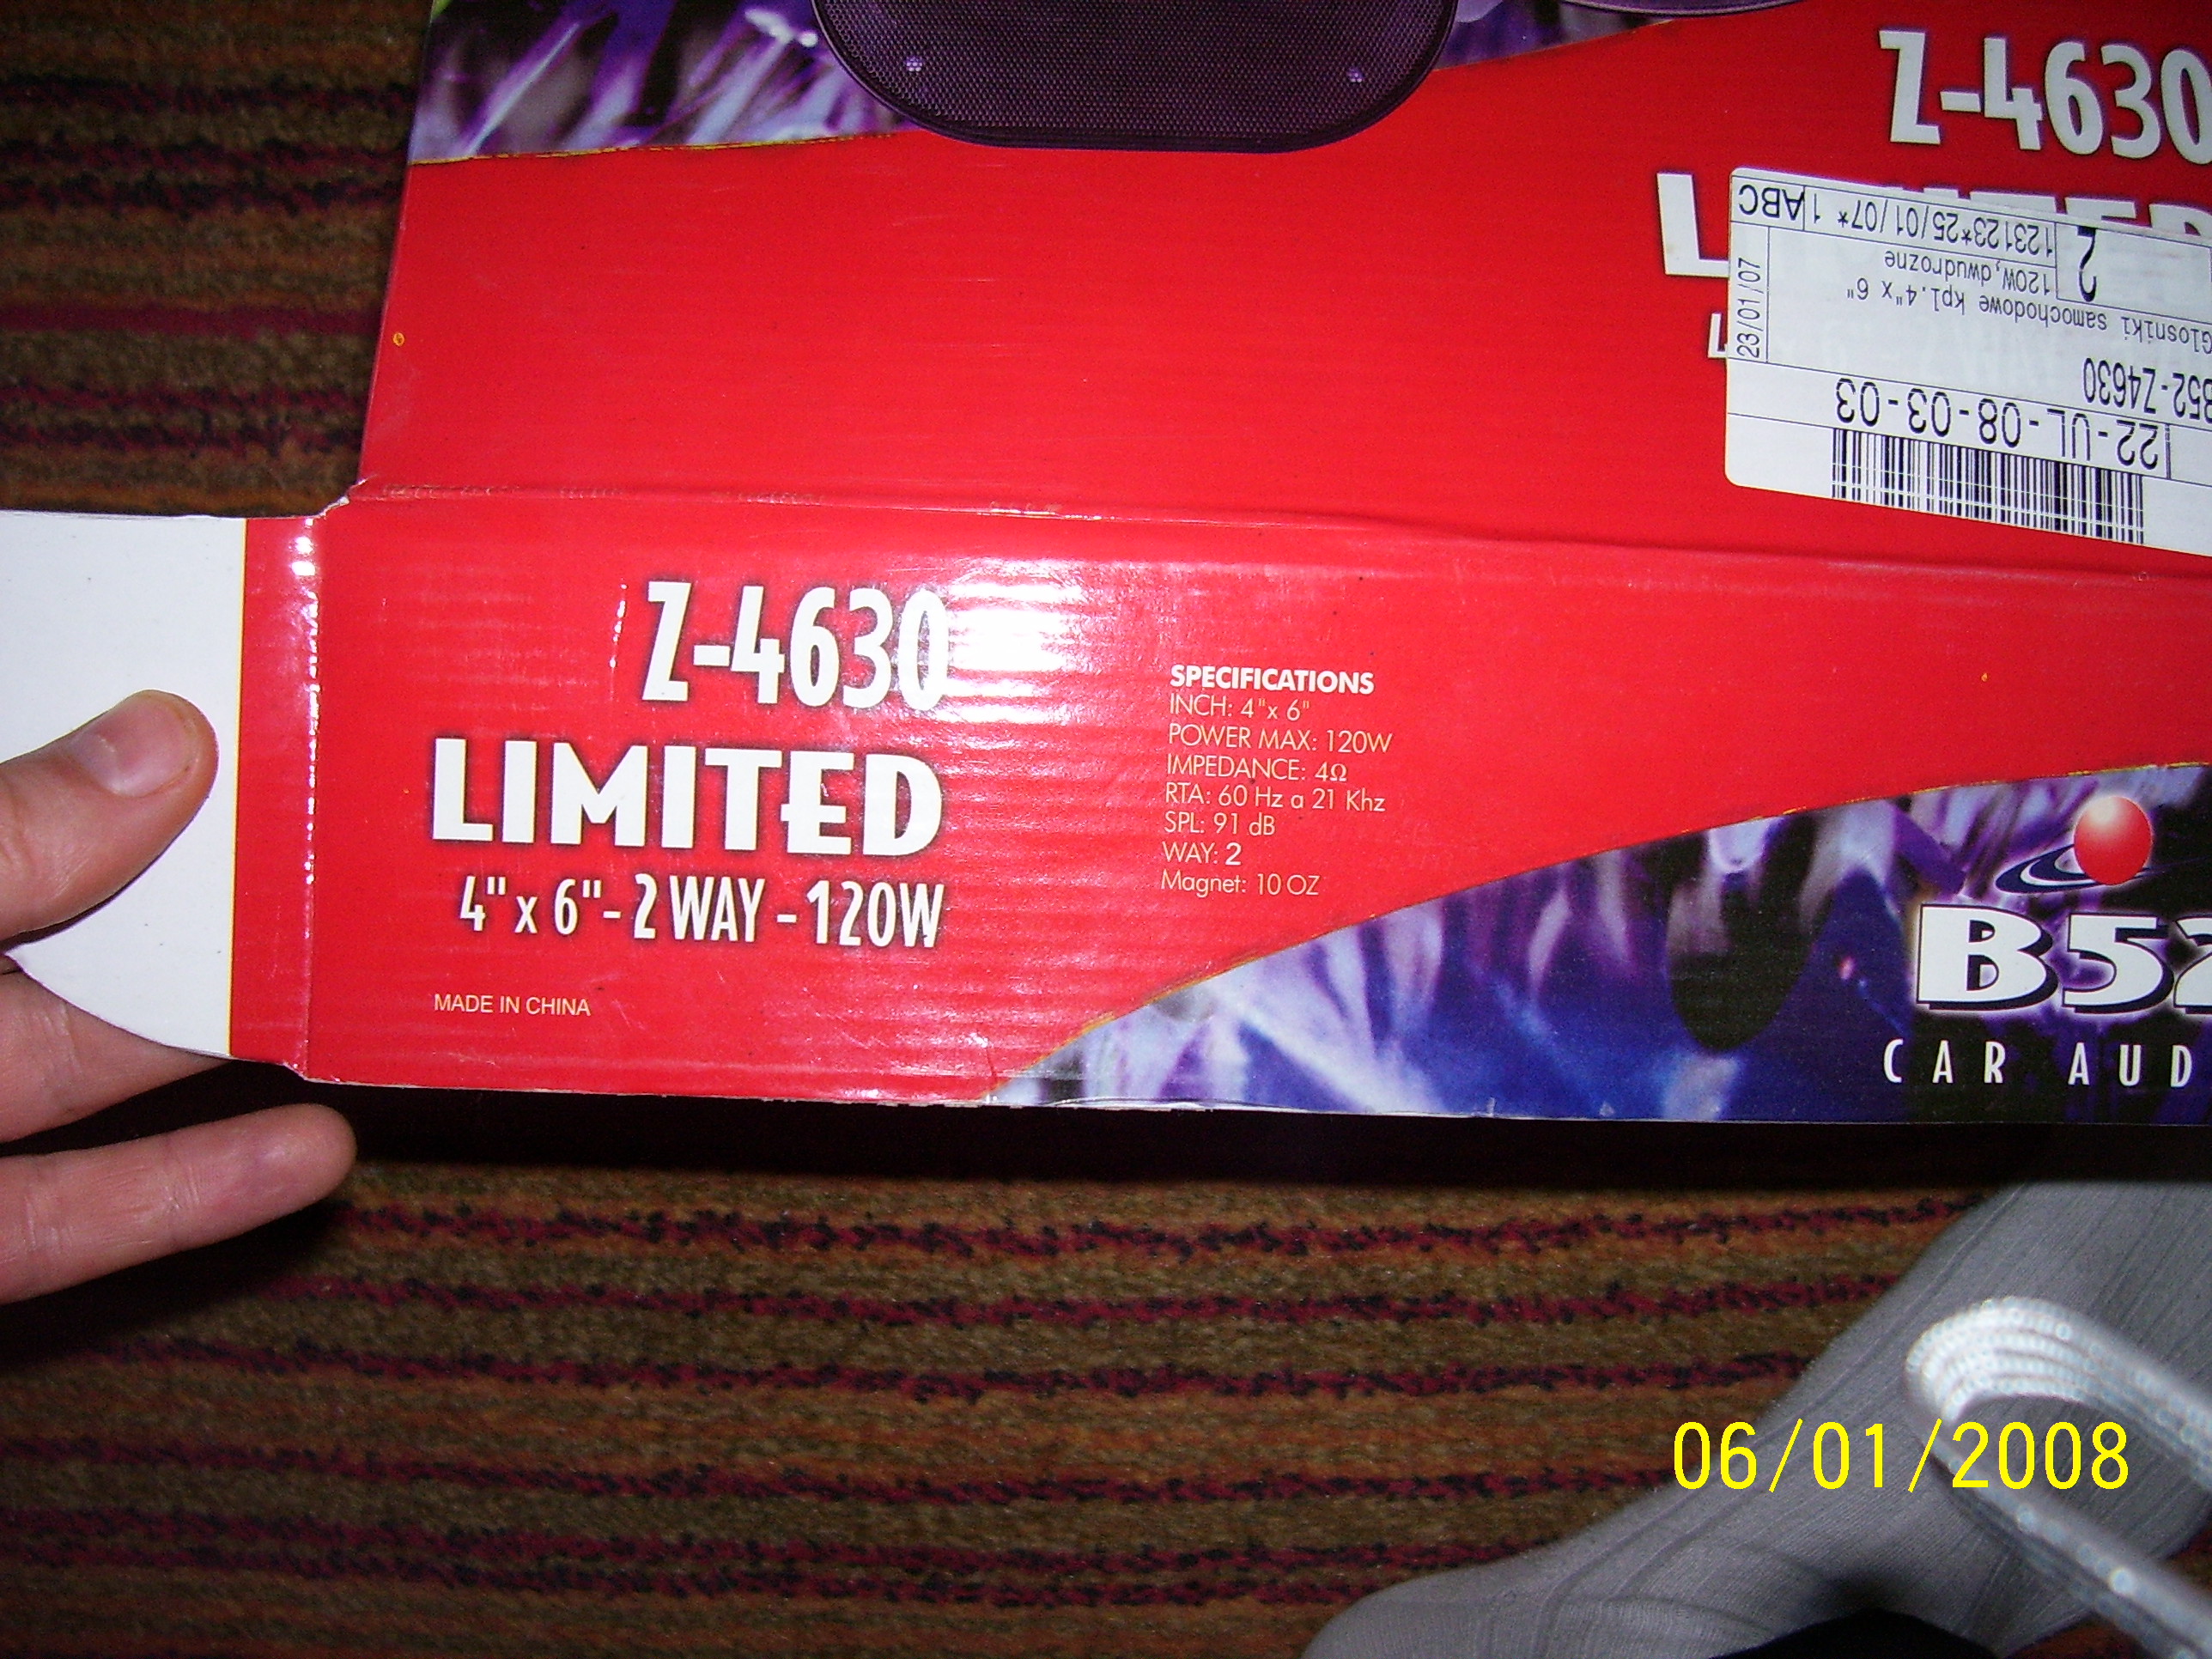 Z-4630
1ABC
123123*25/01/07*
2
120W,dwudrozne
Glosniki samochodowe kpl.4"x 6"
23/01/07
B52-Z4630
22-UL-08-03-03
Z-4630
LIMITED
4"x 6"-2 WAY-120W
MADE IN CHINA
SPECIFICATIONS
INCH: 4"x 6"
POWER MAX: 120W
IMPEDANCE: 4Ω
RTA: 60 Hz a 21 Khz
SPL: 91 dB
WAY: 2
Magnet: 10 OZ
B52
CAR AUD
06/01/2008